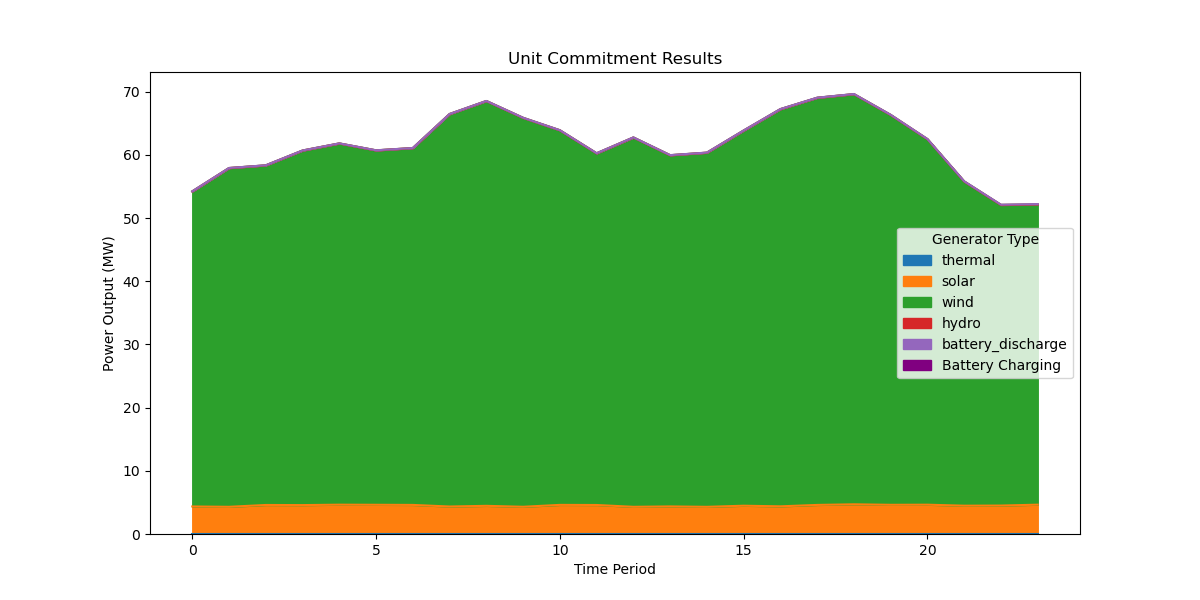 Unit Commitment Results
Power Output (MW)
70
60
50
40
30
20
10
0
0 5 10 15 20
Time Period
Generator Type
thermal
solar
wind
hydro
battery_discharge
Battery Charging